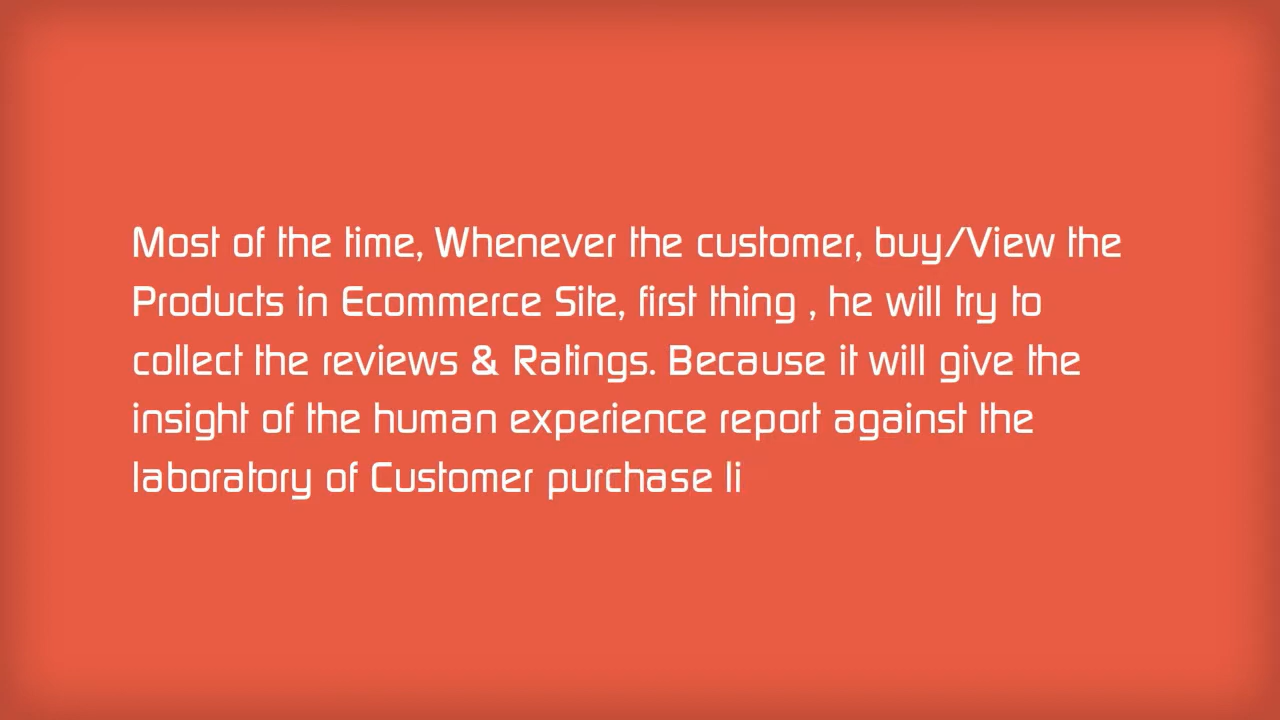 Most of the time, Whenever the customer, buy/View the
Products in Ecommerce Site, first thing , he will try to
collect the reviews & Ratings. Because it will give the
insight of the human experience report against the
laboratory of Customer purchase li